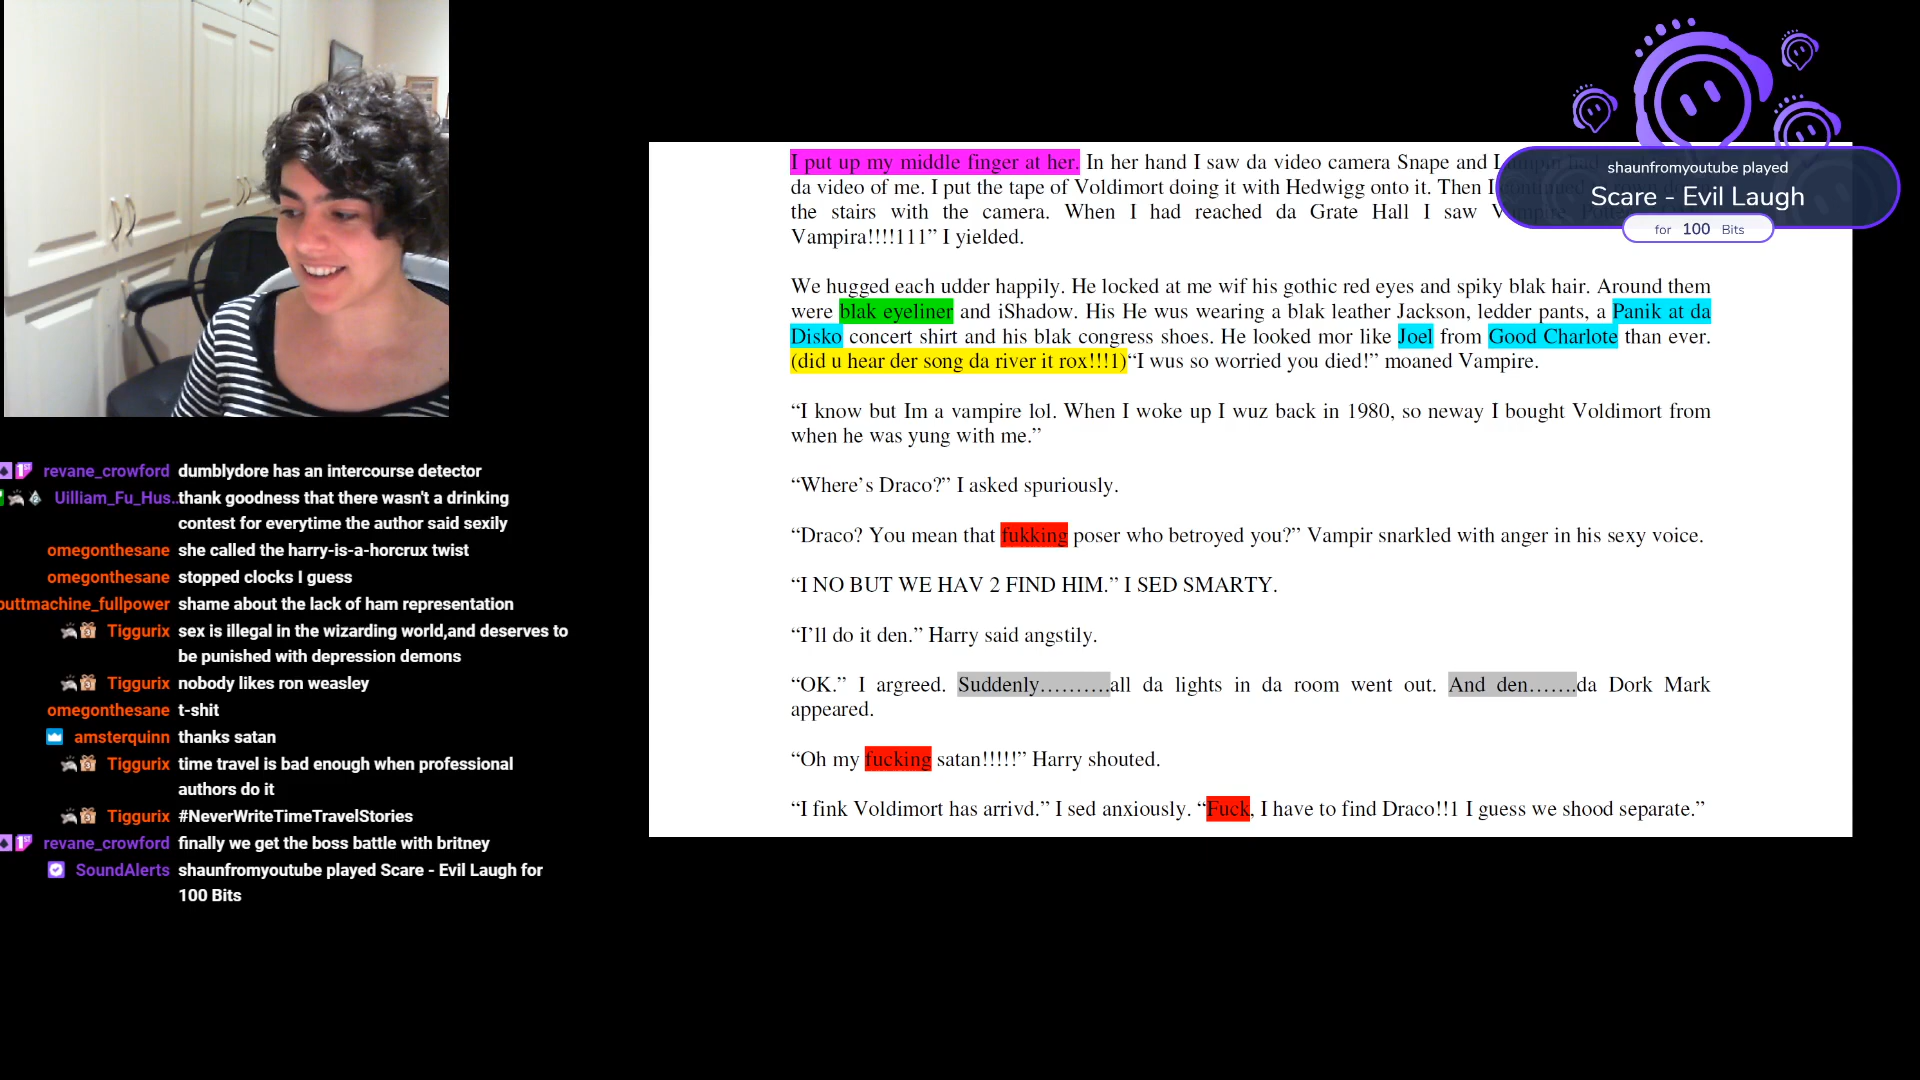 I put up my middle finger at her. In her hand I saw da video camera Snape and
da video of me. I put the tape of Voldimort doing it with Hedwigg onto it. Then I
the stairs with the camera. When I had reached da Grate Hall I saw
Vampira!!!!111” I yielded.
We hugged each udder happily. He locked at me wif his gothic red eyes and spiky blak hair. Around them
were blak eyeliner and iShadow. His He wus wearing a blak leather Jackson, ledder pants, a Panik at da
Disko concert shirt and his blak congress shoes. He looked mor like Joel from Good Charlote than ever.
(did u hear der song da river it rox!!!1)“I wus so worried you died!” moaned Vampire.
“I know but Im a vampire lol. When I woke up I wuz back in 1980, so neway I bought Voldimort from
when he was yung with me.”
“Where’s Draco?” I asked spuriously.
“Draco? You mean that fukking poser who betroyed you?” Vampir snarkled with anger in his sexy voice.
“I NO BUT WE HAV 2 FIND HIM.” I SED SMARTY.
“I’ll do it den.” Harry said angstily.
“OK.” I argreed. Suddenly……….all da lights in da room went out. And den…….da Dork Mark
appeared.
“Oh my fucking satan!!!!!” Harry shouted.
“I fink Voldimort has arrivd.” I sed anxiously. “Fuck, I have to find Draco!!1 I guess we shood separate.”
shaunfromyoutube played
Scare - Evil Laugh
for 100 Bits
revane_crowford dumblydore has an intercourse detector
Uilliam_Fu_Hus.. thank goodness that there wasn't a drinking
contest for everytime the author said sexily
omegonthesane she called the harry-is-a-horcrux twist
omegonthesane stopped clocks I guess
buttmachine_fullpower shame about the lack of ham representation
Tiggurix sex is illegal in the wizarding world,and deserves to
be punished with depression demons
Tiggurix nobody likes ron weasley
omegonthesane t-shit
amsterquinn thanks satan
Tiggurix time travel is bad enough when professional
authors do it
Tiggurix #NeverWriteTimeTravelStories
revane_crowford finally we get the boss battle with britney
SoundAlerts shaunfromyoutube played Scare - Evil Laugh for
100 Bits